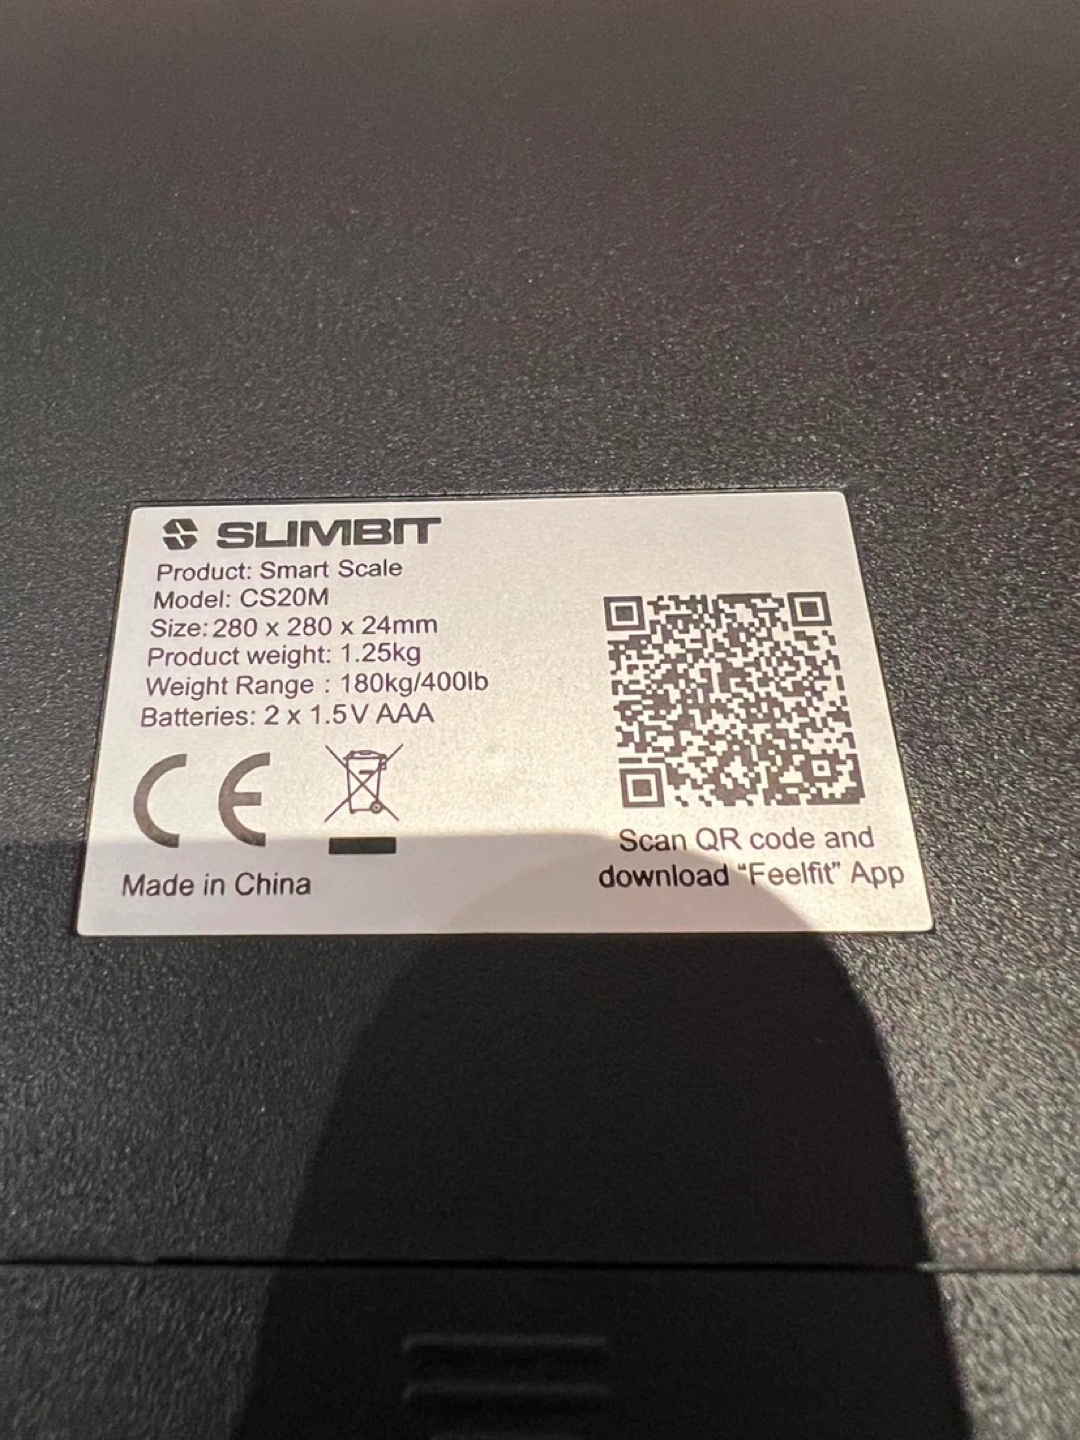 SLIMBIT
Product: Smart Scale
Model: CS20M
Size: 280 x 280 x 24mm
Product weight: 1.25kg
Weight Range : 180kg/400lb
Batteries: 2 x 1.5V AAA
CE
Made in China
Scan QR code and
download “Feelfit” App